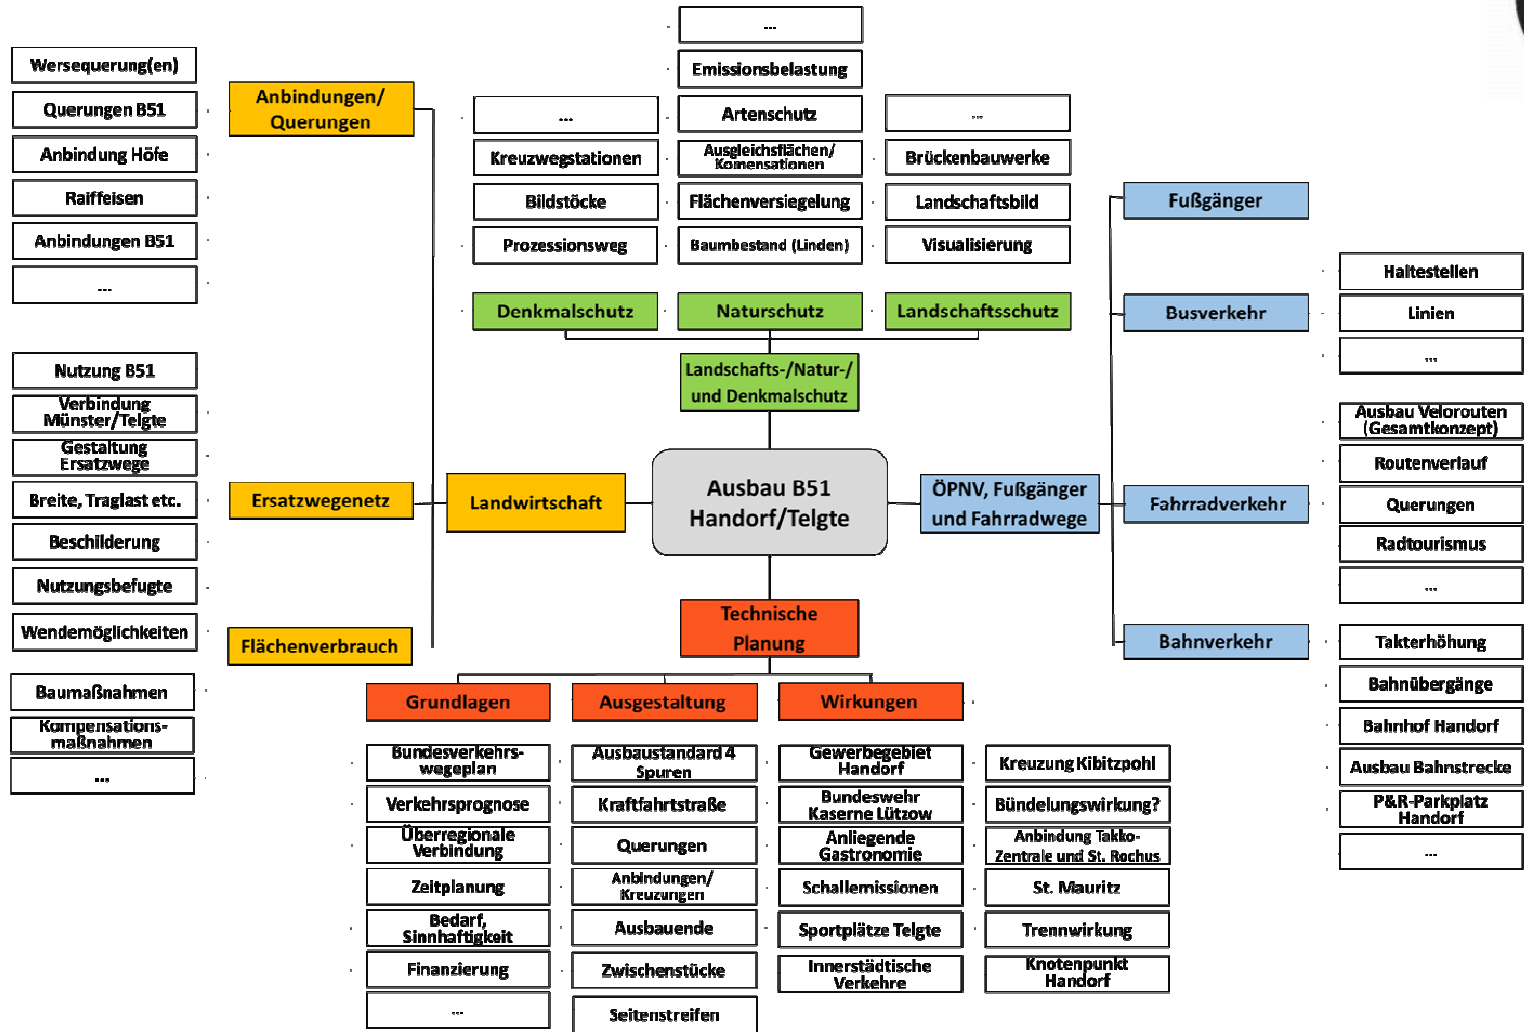 Wersequerung(en)
Querungen B51
Anbindung Höfe
Raiffeisen
Anbindungen B51
...
Anbindungen/
Querungen
...
Kreuzwegstationen
Bildstöcke
Prozessionsweg
Denkmalschutz
...
Emissionsbelastung
Artenschutz
Ausgleichsflächen/
Komensationen
Flächenversiegelung
Baumbestand (Linden)
Naturschutz
...
Brückenbauwerke
Landschaftsbild
Visualisierung
Landschaftsschutz
Landschafts-/Natur-/
und Denkmalschutz
Fußgänger
Busverkehr
Haltestellen
Linien
...
Nutzung B51
Verbindung
Münster/Telgte
Gestaltung
Ersatzwege
Breite, Traglast etc.
Beschilderung
Nutzungsbefugte
Wendemöglichkeiten
Ersatzwegenetz
Landwirtschaft
Ausbau B51
Handorf/Telgte
ÖPNV, Fußgänger
und Fahrradwege
Fahrradverkehr
Ausbau Velorouten
(Gesamtkonzept)
Routenverlauf
Querungen
Radtourismus
...
Flächenverbrauch
Baumaßnahmen
Kompensations-
maßnahmen
...
Technische
Planung
Bahnverkehr
Takterhöhung
Bahnübergänge
Bahnhof Handorf
Ausbau Bahnstrecke
P&R-Parkplatz
Handorf
...
Grundlagen
Bundesverkehrs-
wegeplan
Verkehrsprognose
Überregionale
Verbindung
Zeitplanung
Bedarf,
Sinnhaftigkeit
Finanzierung
...
Ausgestaltung
Ausbaustandard 4
Spuren
Kraftfahrtstraße
Querungen
Anbindungen/
Kreuzungen
Ausbauende
Zwischenstücke
Seitenstreifen
Wirkungen
Gewerbegebiet
Handorf
Bundeswehr
Kaserne Lützow
Anliegende
Gastronomie
Schallemissionen
Sportplätze Telgte
Innerstädtische
Verkehre
Kreuzung Kibitzpohl
Bündelungswirkung?
Anbindung Takko-
Zentrale und St. Rochus
St. Mauritz
Trennwirkung
Knotenpunkt
Handorf